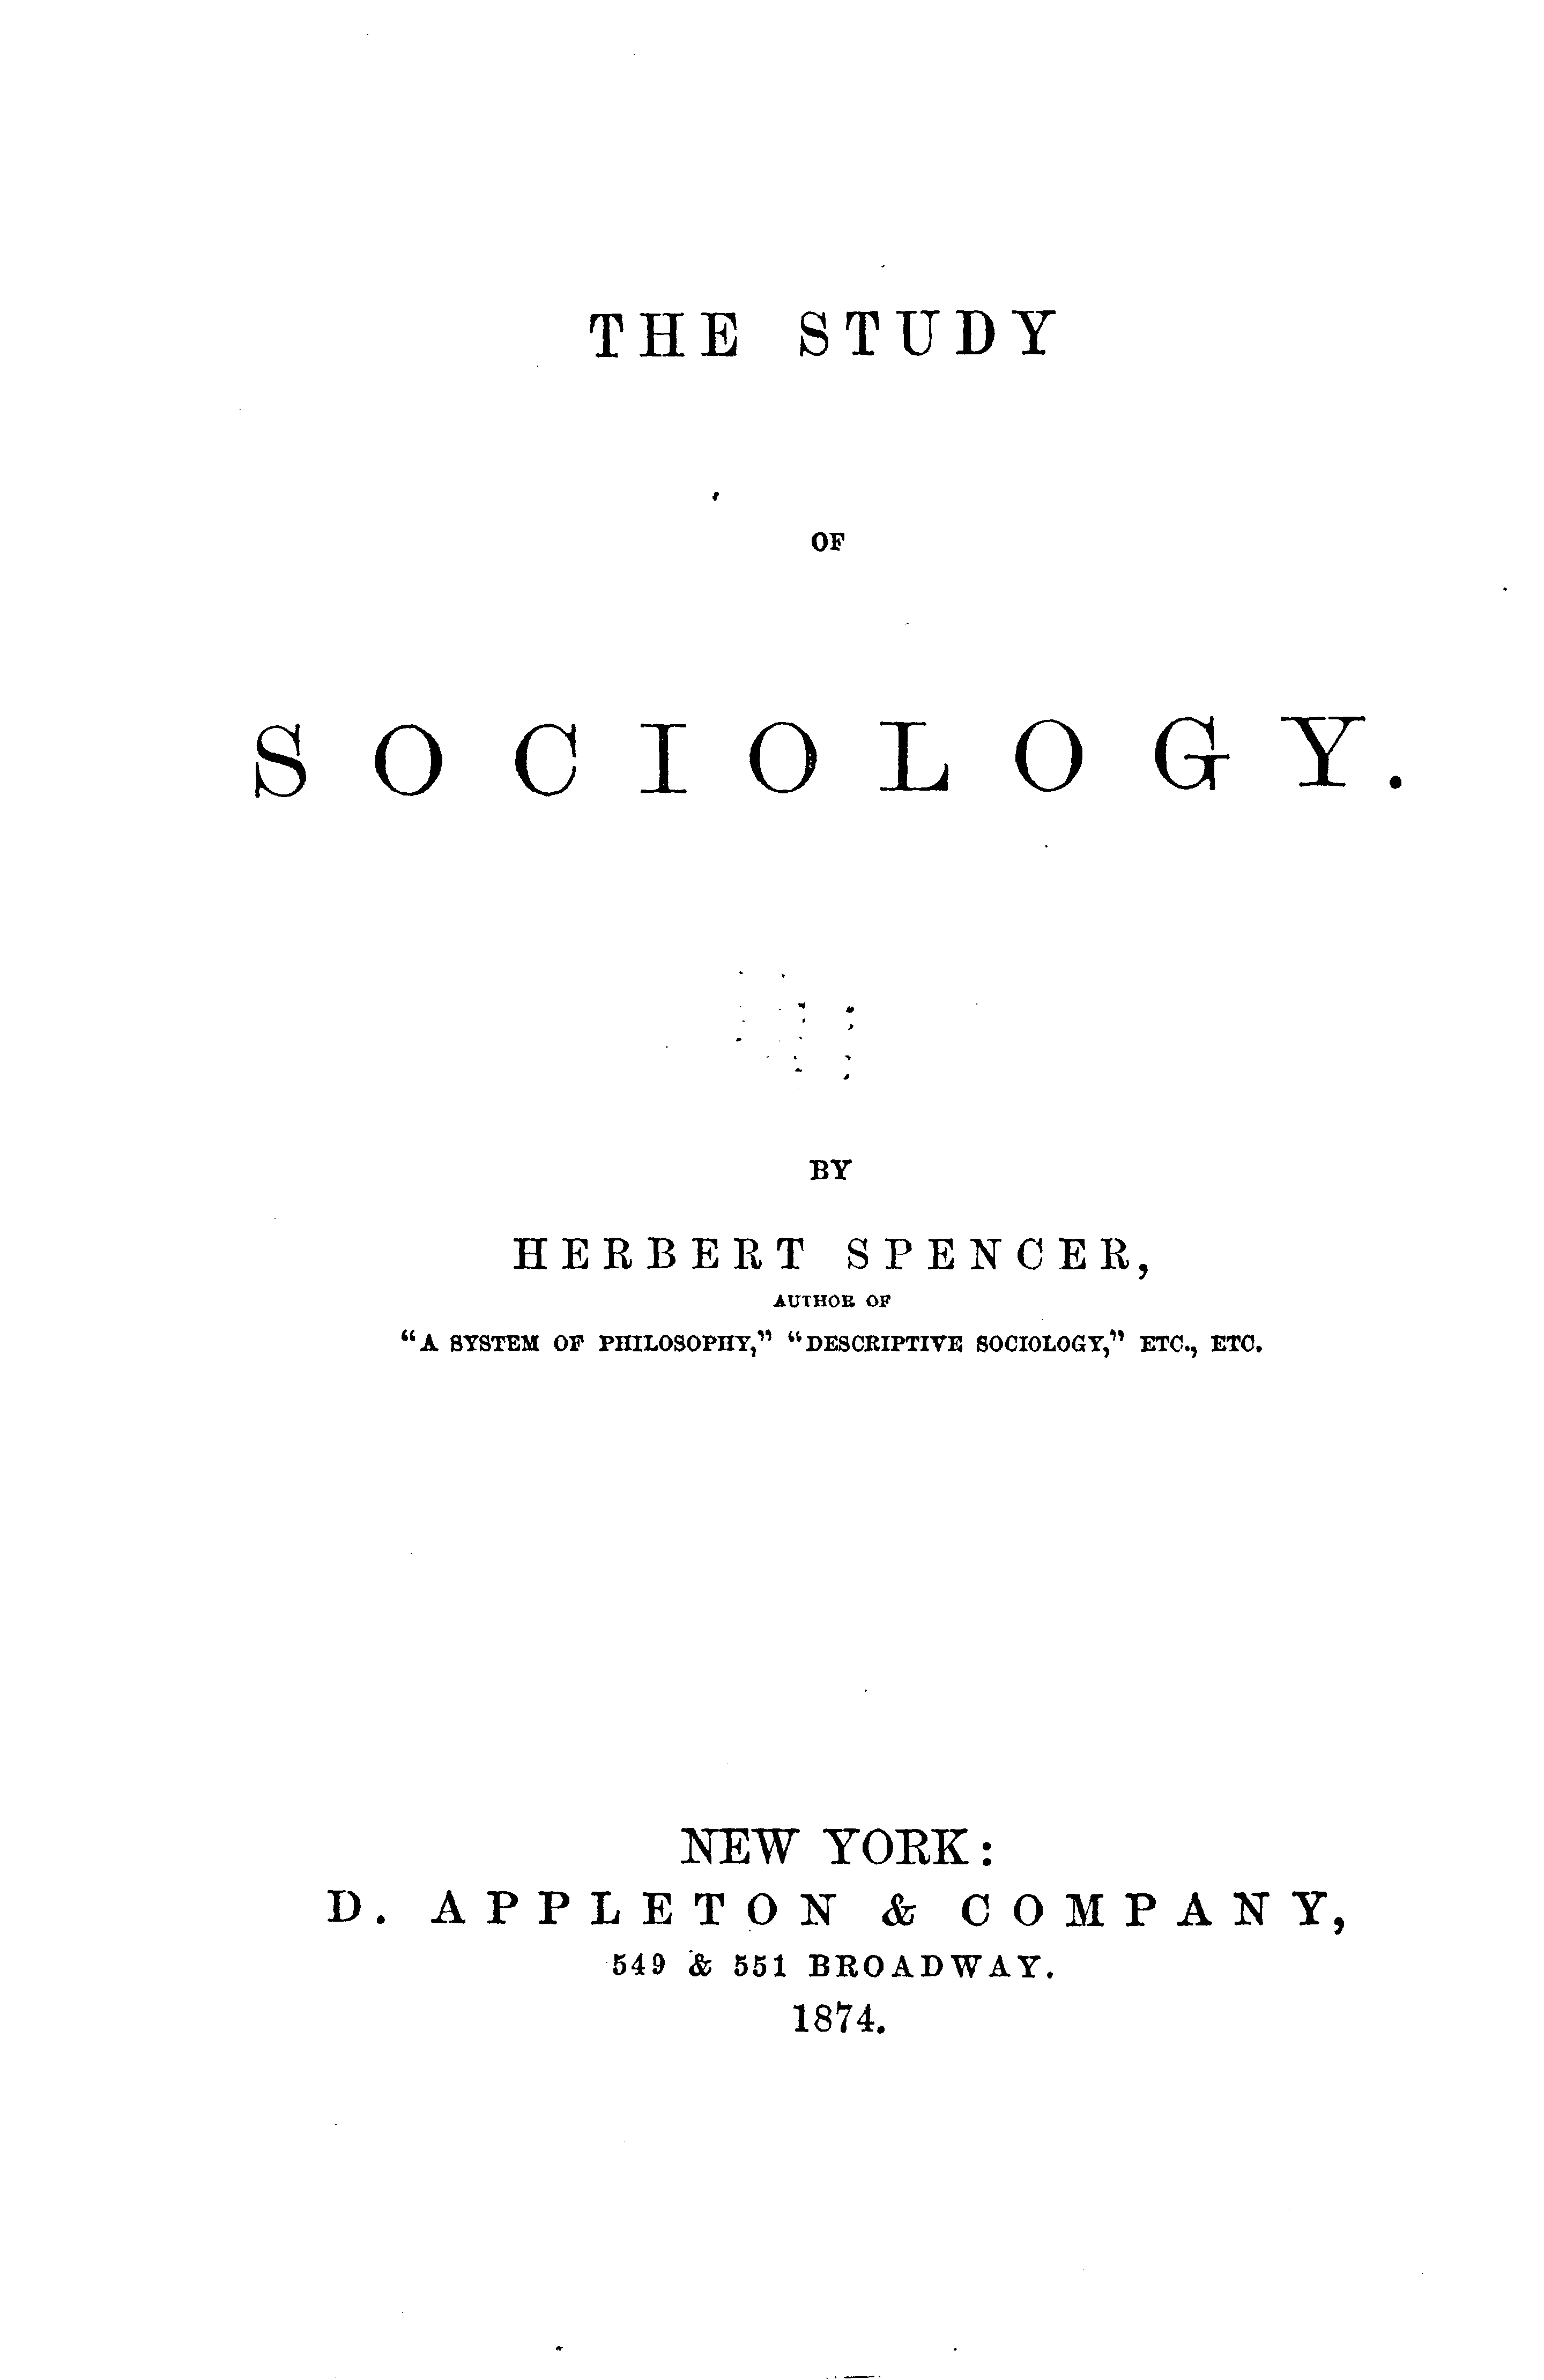 THE STUDY
OF
SOCIOLOGY.
BY
HERBERT SPENCER,
AUTHOR OF
“A SYSTEM OF PHILOSOPHY,” “DESCRIPTIVE SOCIOLOGY,” ETC., ETC.
NEW YORK:
D. APPLETON & COMPANY,
549 & 551 BROADWAY.
1874.